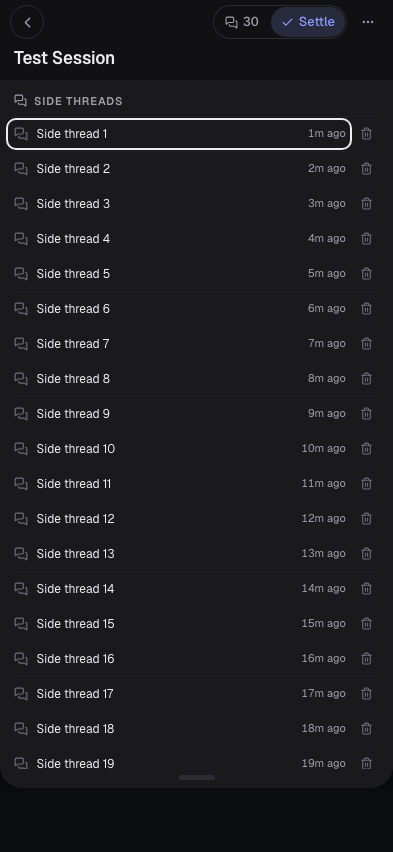 30
Settle
Test Session
SIDE THREADS
Side thread 1 1m ago
Side thread 2 2m ago
Side thread 3 3m ago
Side thread 4 4m ago
Side thread 5 5m ago
Side thread 6 6m ago
Side thread 7 7m ago
Side thread 8 8m ago
Side thread 9 9m ago
Side thread 10 10m ago
Side thread 11 11m ago
Side thread 12 12m ago
Side thread 13 13m ago
Side thread 14 14m ago
Side thread 15 15m ago
Side thread 16 16m ago
Side thread 17 17m ago
Side thread 18 18m ago
Side thread 19 19m ago